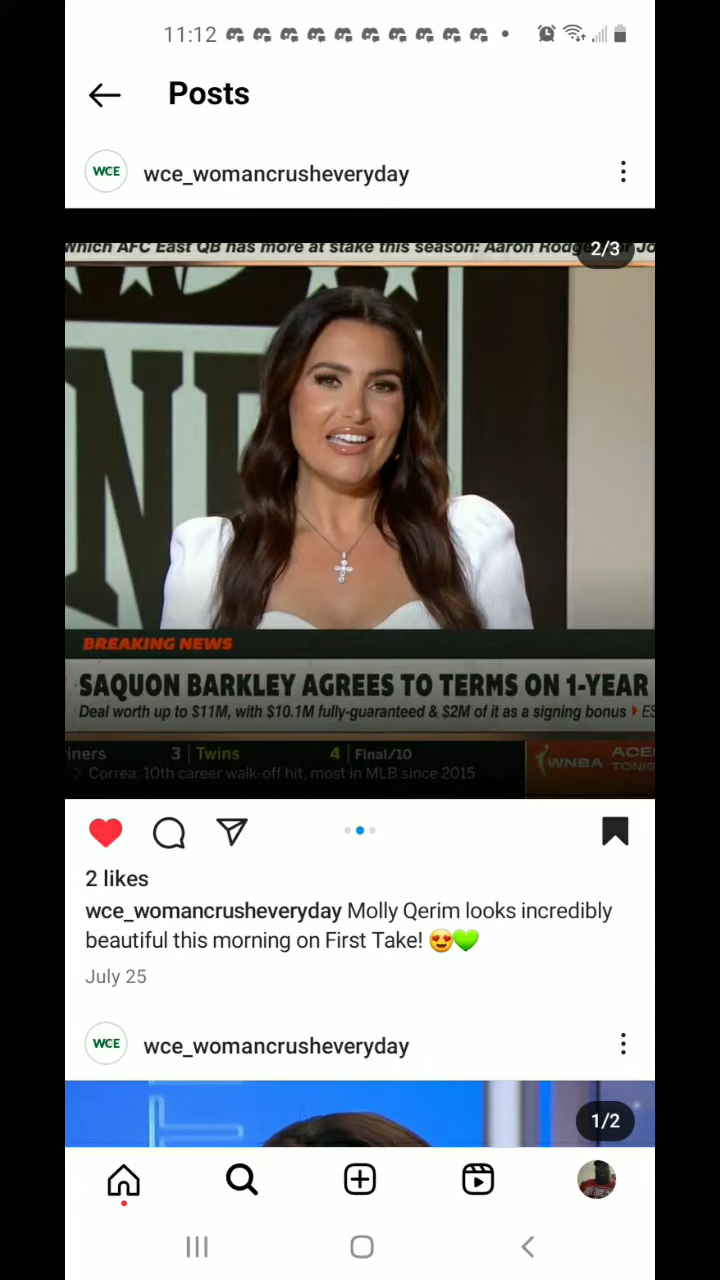 11:12
Posts
WCE wce_womancrusheveryday
Which AFC East QB has more at stake this season: Aaron
2/3
BREAKING NEWS
SAQUON BARKLEY AGREES TO TERMS ON 1-YEAR
Deal worth up to $11M, with $10.1M fully-guaranteed & $2M of it as a signing bonus
iners 3 Twins 4 Final/10
Correa: 10th career walk-off hit, most in MLB since 2015
WNBA
2 likes
wce_womancrusheveryday Molly Qerim looks incredibly
beautiful this morning on First Take! 😍💚
July 25
WCE wce_womancrusheveryday
1/2